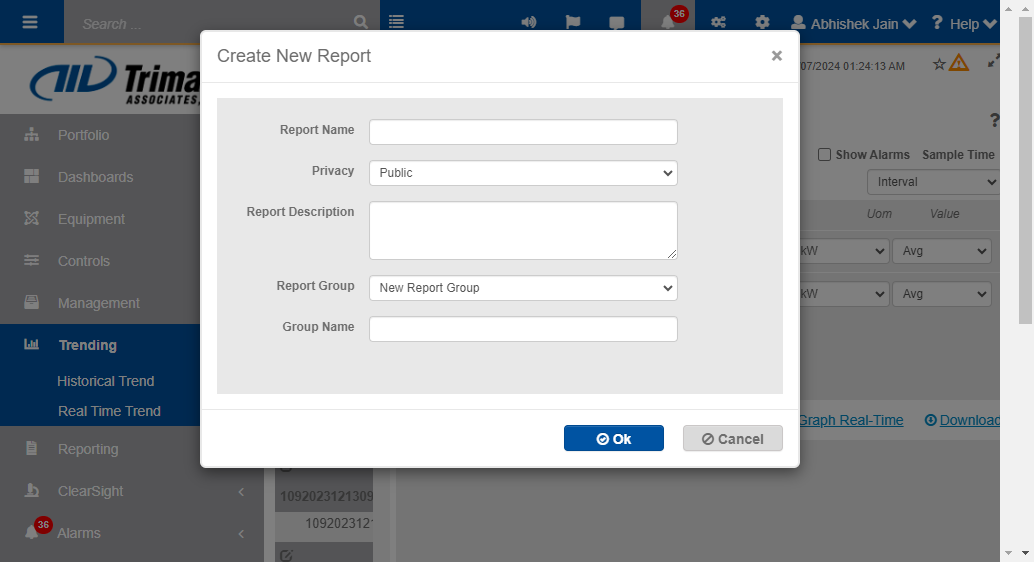 Search ...
36
Abhishek Jain
? Help
Create New Report
×
Trima
ASSOCIATES,
07/2024 01:24:13 AM
?
Portfolio
Dashboards
Equipment
Controls
Management
Trending
Historical Trend
Real Time Trend
Reporting
ClearSight
36
Alarms
Report Name
Privacy
Public
Report Description
Report Group
New Report Group
Group Name
Ok
Cancel
Show Alarms Sample Time
Interval
Uom Value
kW Avg
kW Avg
Graph Real-Time Download
1092023121309
1092023121